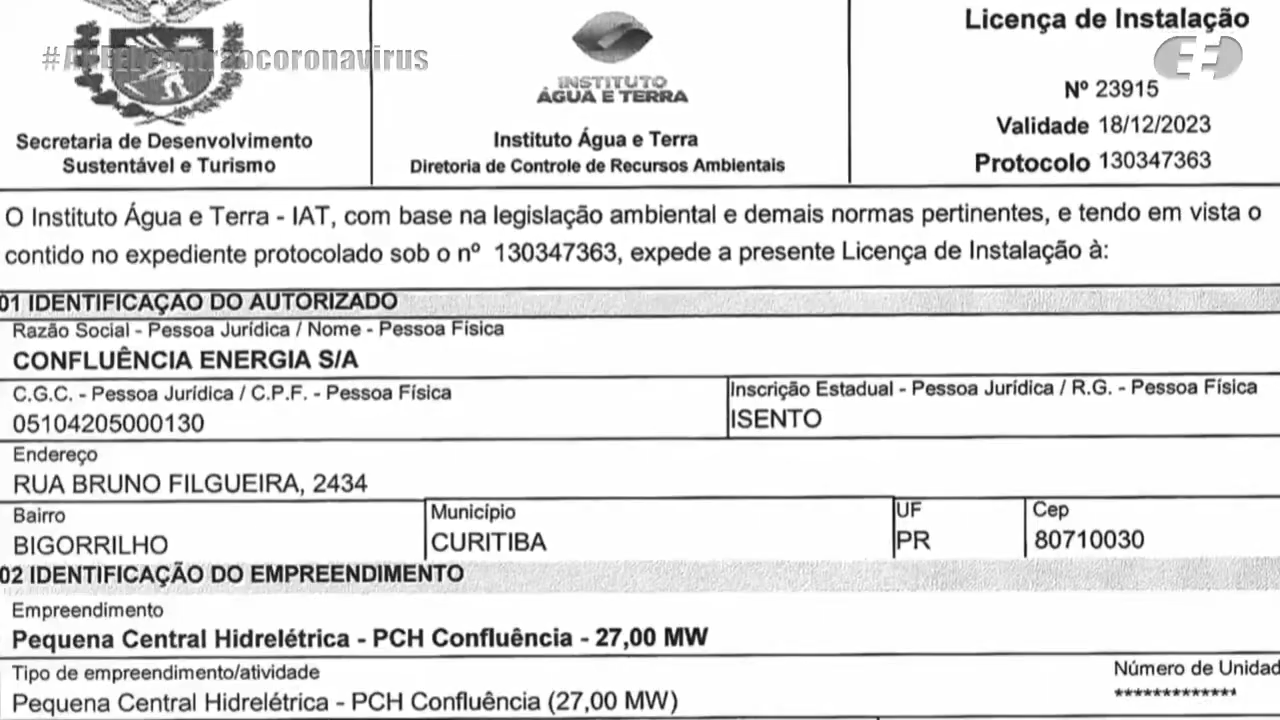 Licença de Instalação
Nº 23915
Validade 18/12/2023
Protocolo 130347363
Secretaria de Desenvolvimento
Sustentável e Turismo
INSTITUTO
ÁGUA E TERRA
Instituto Água e Terra
Diretoria de Controle de Recursos Ambientais
O Instituto Água e Terra - IAT, com base na legislação ambiental e demais normas pertinentes, e tendo em vista o
contido no expediente protocolado sob o nº 130347363, expede a presente Licença de Instalação à:
01 IDENTIFICAÇÃO DO AUTORIZADO
Razão Social - Pessoa Jurídica / Nome - Pessoa Física
CONFLUÊNCIA ENERGIA S/A
C.G.C. - Pessoa Jurídica / C.P.F. - Pessoa Física
05104205000130
Inscrição Estadual - Pessoa Jurídica / R.G. - Pessoa Física
ISENTO
Endereço
RUA BRUNO FILGUEIRA, 2434
Bairro
BIGORRILHO
Município
CURITIBA
UF
PR
Cep
80710030
02 IDENTIFICAÇÃO DO EMPREENDIMENTO
Empreendimento
Pequena Central Hidrelétrica - PCH Confluência - 27,00 MW
Tipo de empreendimento/atividade
Pequena Central Hidrelétrica - PCH Confluência (27,00 MW)
Número de Unidad
*************